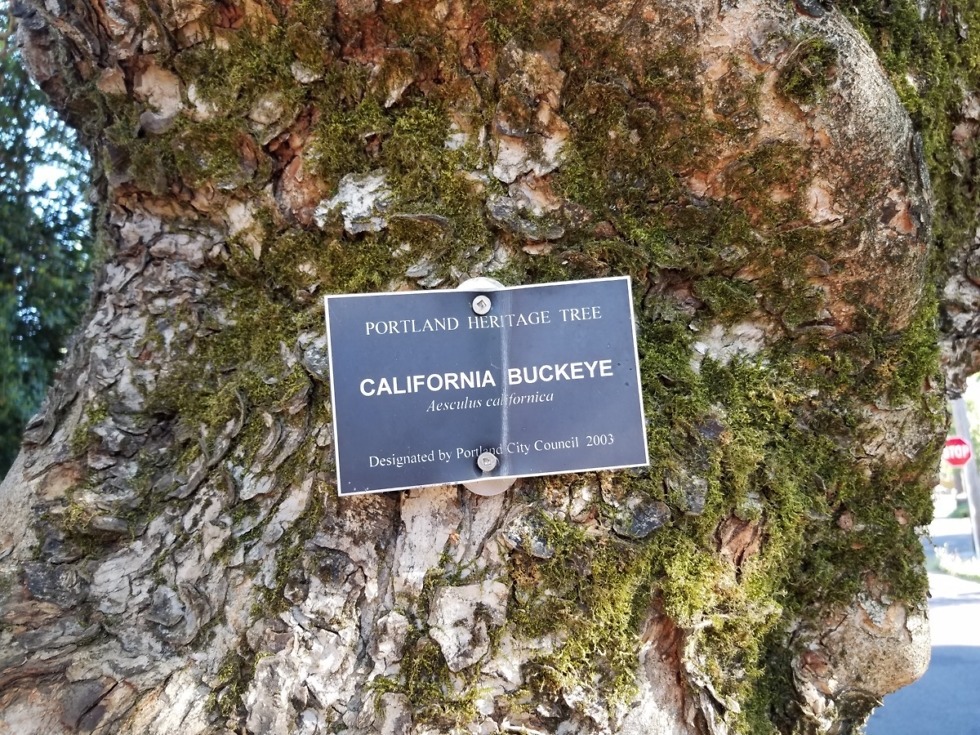 PORTLAND HERITAGE TREE
CALIFORNIA BUCKEYE
Aesculus californica
Designated by Portland City Council 2003
STOP